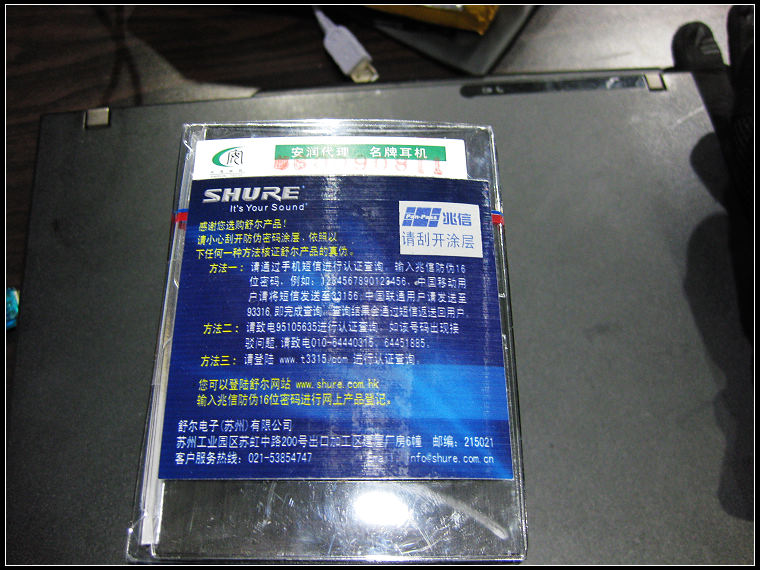 安润代理 名牌耳机
SHURE
It's Your Sound
Pan-Pass 兆信
请刮开涂层
感谢您选购舒尔产品!
请小心刮开防伪密码涂层,依照以
下任何一种方法核证舒尔产品的真伪。
方法一:请通过手机短信进行认证查询,输入兆信防伪16
位密码,例如:1234567890123456,中国移动用
户请将短信发送至33156,中国联通用户请发送至
93316,即完成查询,查询结果会通过短信返送回用户。
方法二:请致电95105635进行认证查询,如该号码出现接
驳问题,请致电010-64440315、64451885。
方法三:请登陆 www.t3315.com 进行认证查询。
您可以登陆舒尔网站 www.shure.com.hk
输入兆信防伪16位密码进行网上产品登记。
舒尔电子(苏州)有限公司
苏州工业园区苏虹中路200号出口加工区厂房6幢 邮编:215021
客户服务热线:021-53854747 Email: info@shure.com.cn